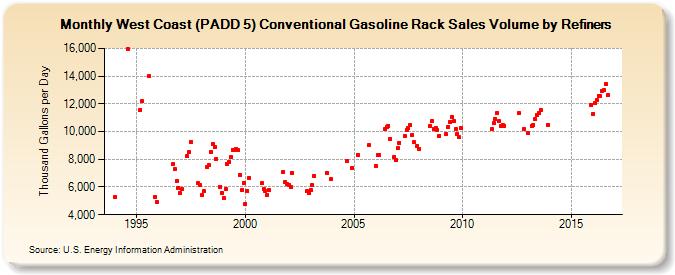 Monthly West Coast (PADD 5) Conventional Gasoline Rack Sales Volume by Refiners
Thousand Gallons per Day
16,000
14,000
12,000
10,000
8,000
6,000
4,000
1995 2000 2005 2010 2015
Source: U.S. Energy Information Administration